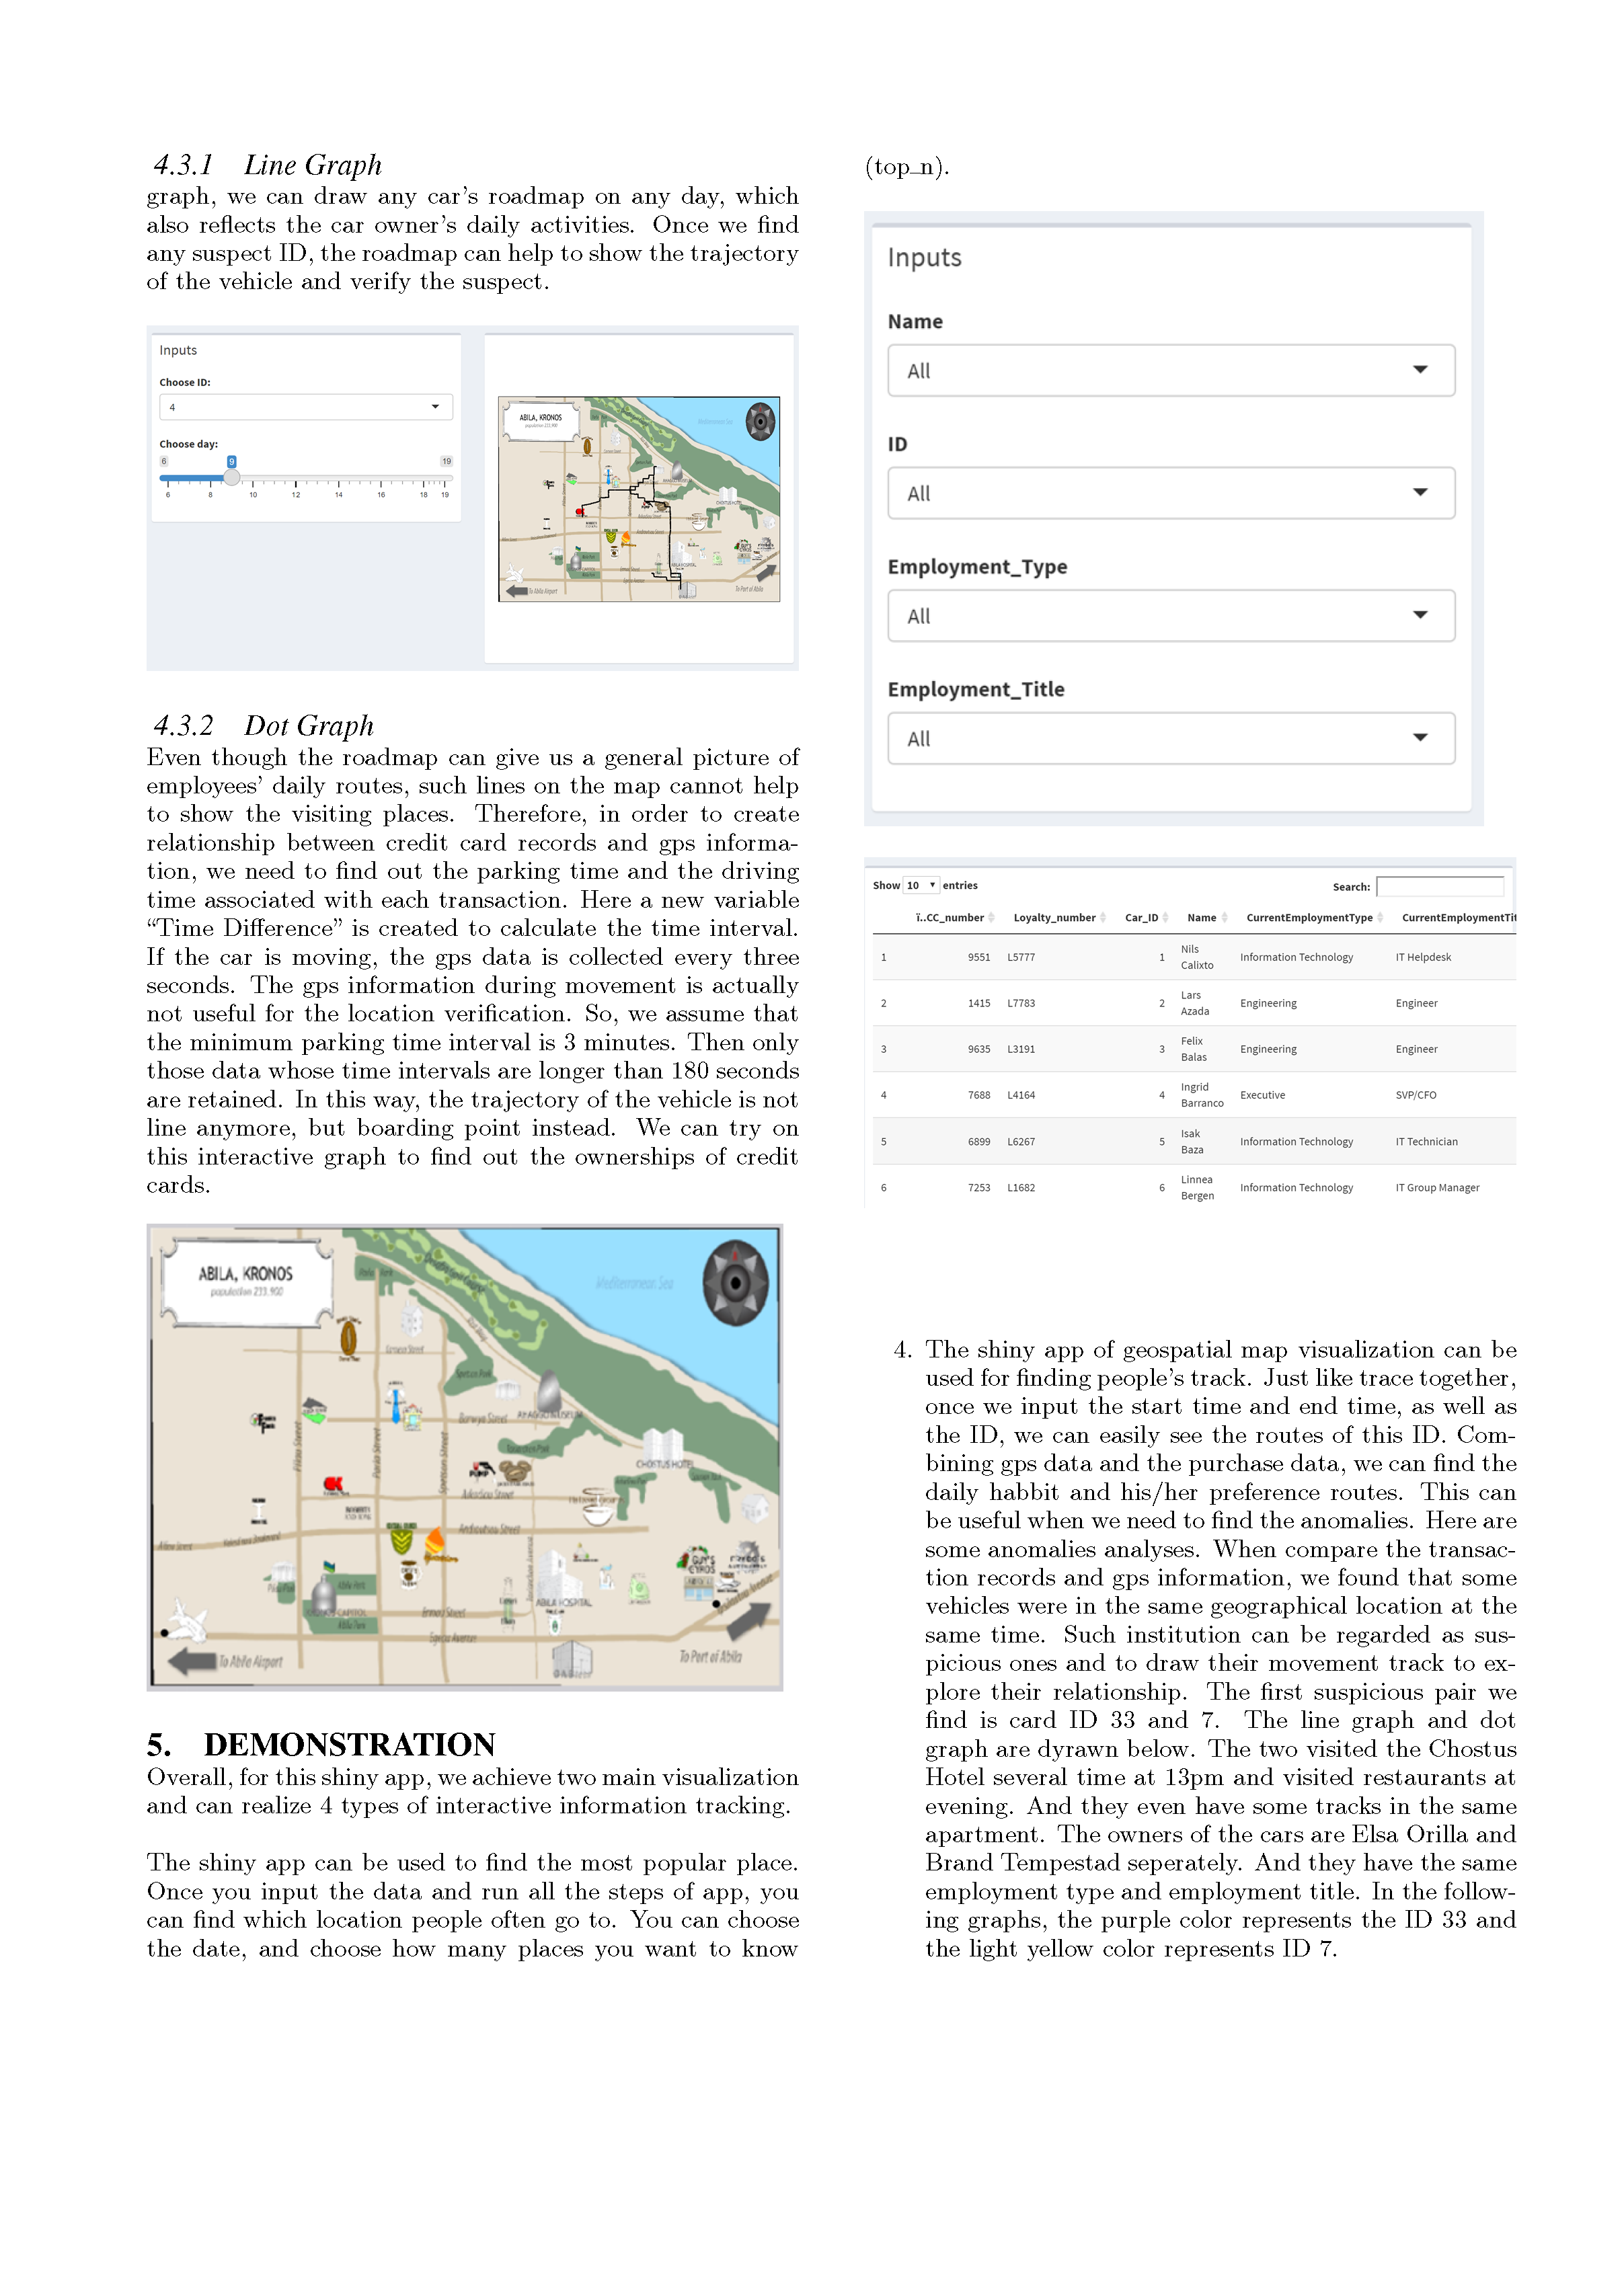 4.3.1 Line Graph
graph, we can draw any car's roadmap on any day, which
also reflects the car owner's daily activities. Once we find
any suspect ID, the roadmap can help to show the trajectory
of the vehicle and verify the suspect.
Inputs
Choose ID:
4
Choose day:
6 9 19
6 8 10 12 14 16 18 19
ABILA, KRONOS
population 233,900
Mediterranean Sea
To Abila Airport
To Port of Abila
4.3.2 Dot Graph
Even though the roadmap can give us a general picture of
employees' daily routes, such lines on the map cannot help
to show the visiting places. Therefore, in order to create
relationship between credit card records and gps informa-
tion, we need to find out the parking time and the driving
time associated with each transaction. Here a new variable
“Time Difference” is created to calculate the time interval.
If the car is moving, the gps data is collected every three
seconds. The gps information during movement is actually
not useful for the location verification. So, we assume that
the minimum parking time interval is 3 minutes. Then only
those data whose time intervals are longer than 180 seconds
are retained. In this way, the trajectory of the vehicle is not
line anymore, but boarding point instead. We can try on
this interactive graph to find out the ownerships of credit
cards.
ABILA, KRONOS
population 233,900
Mediterranean Sea
CHOSTUS HOTEL
PUMP
GUY'S
GYROS
ABILA HOSPITAL
Abila Park
To Abila Airport
To Port of Abila
5. DEMONSTRATION
Overall, for this shiny app, we achieve two main visualization
and can realize 4 types of interactive information tracking.
The shiny app can be used to find the most popular place.
Once you input the data and run all the steps of app, you
can find which location people often go to. You can choose
the date, and choose how many places you want to know
(top_n).
Inputs
Name
All
ID
All
Employment_Type
All
Employment_Title
All
Show 10 entries Search:
ï..CC_number Loyalty_number Car_ID Name CurrentEmploymentType CurrentEmploymentTit
1 9551 L5777 1 Nils Calixto Information Technology IT Helpdesk
2 1415 L7783 2 Lars Azada Engineering Engineer
3 9635 L3191 3 Felix Balas Engineering Engineer
4 7688 L4164 4 Ingrid Barranco Executive SVP/CFO
5 6899 L6267 5 Isak Baza Information Technology IT Technician
6 7253 L1682 6 Linnea Bergen Information Technology IT Group Manager
4. The shiny app of geospatial map visualization can be
used for finding people's track. Just like trace together,
once we input the start time and end time, as well as
the ID, we can easily see the routes of this ID. Com-
bining gps data and the purchase data, we can find the
daily habbit and his/her preference routes. This can
be useful when we need to find the anomalies. Here are
some anomalies analyses. When compare the transac-
tion records and gps information, we found that some
vehicles were in the same geographical location at the
same time. Such institution can be regarded as sus-
picious ones and to draw their movement track to ex-
plore their relationship. The first suspicious pair we
find is card ID 33 and 7. The line graph and dot
graph are dyrawn below. The two visited the Chostus
Hotel several time at 13pm and visited restaurants at
evening. And they even have some tracks in the same
apartment. The owners of the cars are Elsa Orilla and
Brand Tempestad seperately. And they have the same
employment type and employment title. In the follow-
ing graphs, the purple color represents the ID 33 and
the light yellow color represents ID 7.